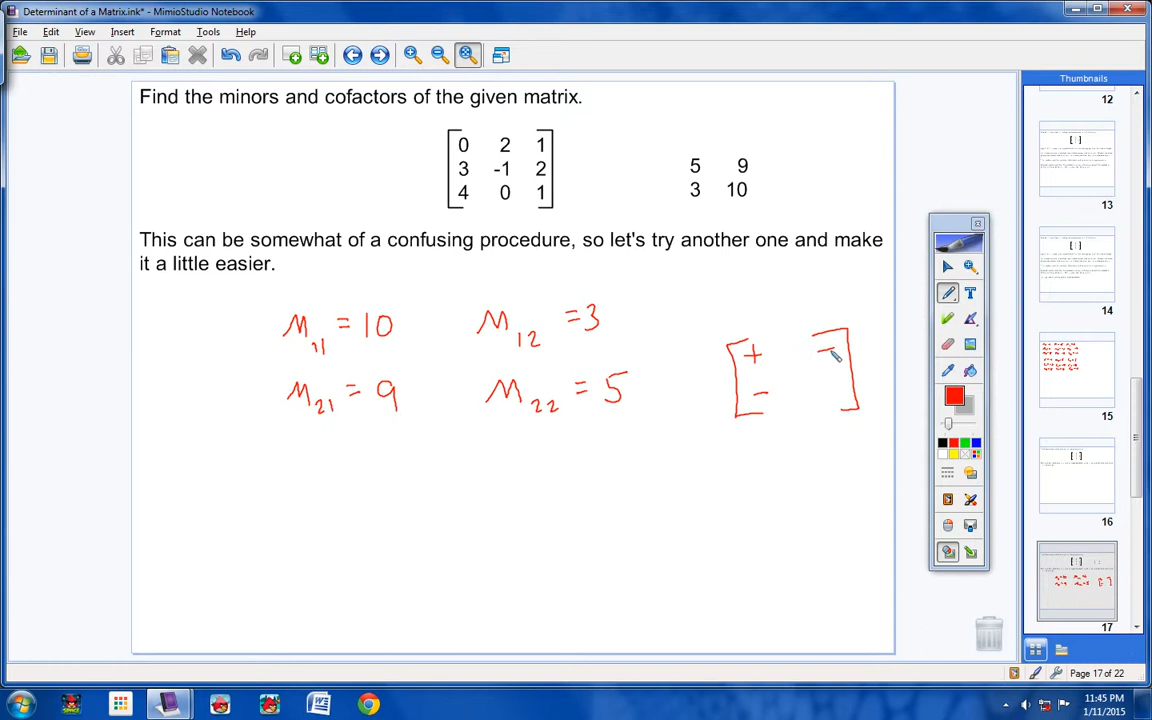 Determinant of a Matrix.ink* - MimioStudio Notebook
File Edit View Insert Format Tools Help
Thumbnails
Find the minors and cofactors of the given matrix.
0 2 1
3 -1 2
4 0 1
5 9
3 10
This can be somewhat of a confusing procedure, so let's try another one and make
it a little easier.
M11 = 10 M12 = 3
M21 = 9 M22 = 5
+ -
-
12
13
14
15
16
17
Page 17 of 22
11:45 PM
1/11/2015